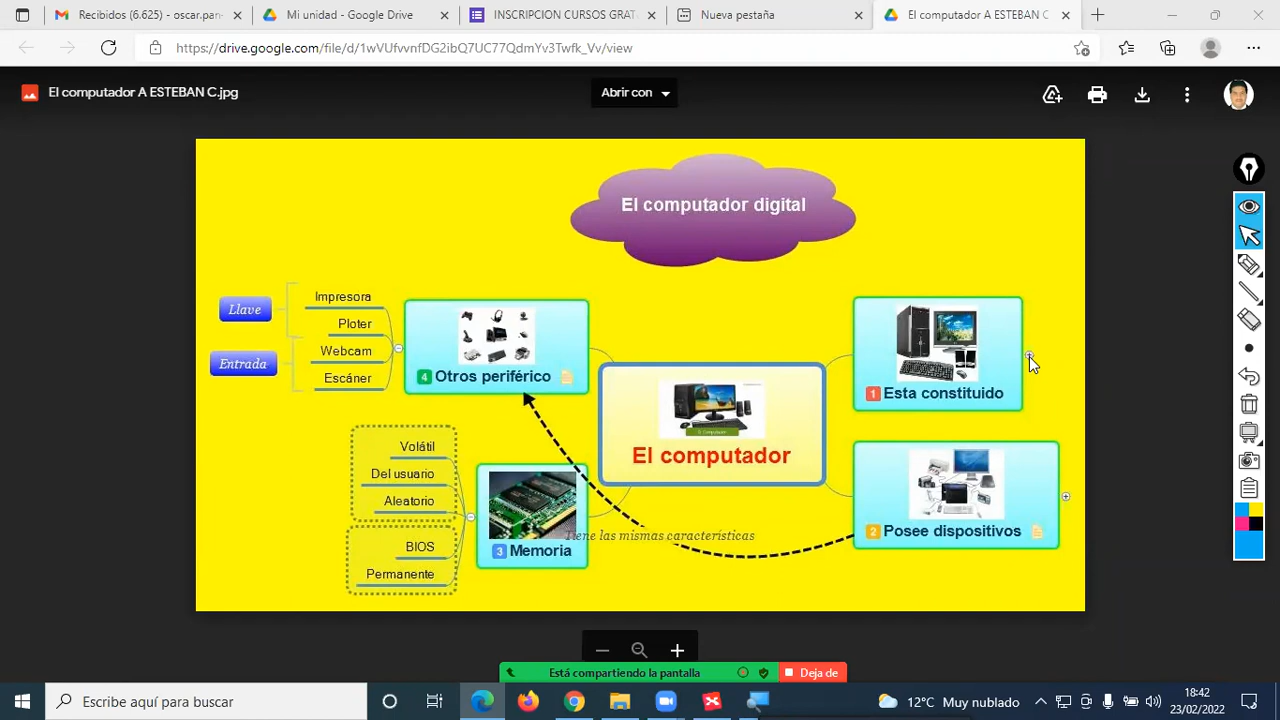 Recibidos (6.625) - oscar.pan
Mi unidad - Google Drive
INSCRIPCION CURSOS GRAT
Nueva pestaña
El computador A ESTEBAN C
https://drive.google.com/file/d/1wVUfvvnfDG2ibQ7UC77QdmYv3Twfk_Vv/view
El computador A ESTEBAN C.jpg
Abrir con
El computador digital
Llave
Entrada
Impresora
Ploter
Webcam
Escáner
4 Otros periférico
1 Esta constituido
El computador
Volátil
Del usuario
Aleatorio
BIOS
Permanente
3 Memoria
2 Posee dispositivos
Tiene las mismas características
Está compartiendo la pantalla
Deja de
Escribe aquí para buscar
12°C Muy nublado
18:42
23/02/2022